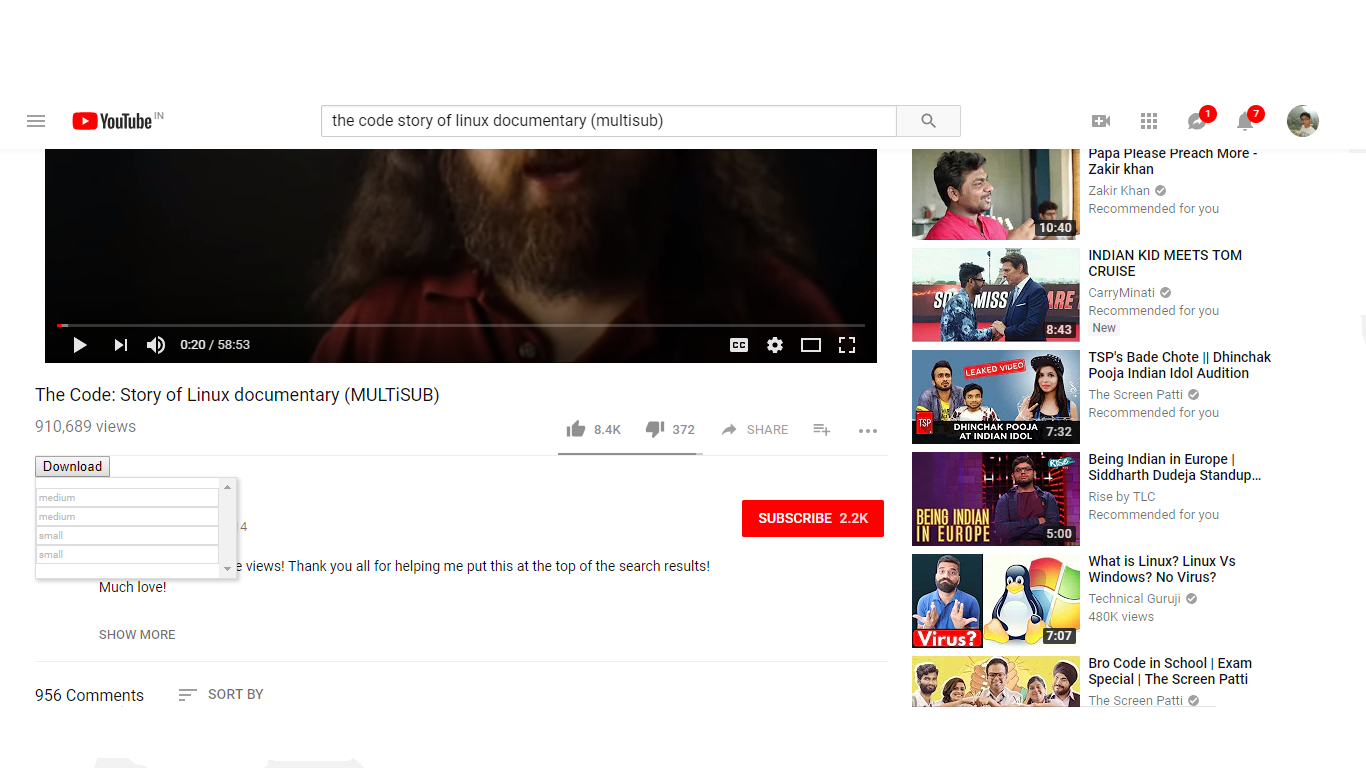 YouTube IN
the code story of linux documentary (multisub)
1
7
CC
0:20 / 58:53
The Code: Story of Linux documentary (MULTiSUB)
910,689 views
8.4K
372
SHARE
Download
medium
medium
small
small
4
SUBSCRIBE 2.2K
e views! Thank you all for helping me put this at the top of the search results!
Much love!
SHOW MORE
956 Comments
SORT BY
10:40
Papa Please Preach More -
Zakir khan
Zakir Khan
Recommended for you
8:43
INDIAN KID MEETS TOM
CRUISE
CarryMinati
Recommended for you
New
LEAKED VIDEO
TSP
DHINCHAK POOJA
AT INDIAN IDOL
7:32
TSP's Bade Chote || Dhinchak
Pooja Indian Idol Audition
The Screen Patti
Recommended for you
RISE
BEING INDIAN
IN EUROPE
5:00
Being Indian in Europe |
Siddharth Dudeja Standup...
Rise by TLC
Recommended for you
Virus?
7:07
What is Linux? Linux Vs
Windows? No Virus?
Technical Guruji
480K views
Bro Code in School | Exam
Special | The Screen Patti
The Screen Patti